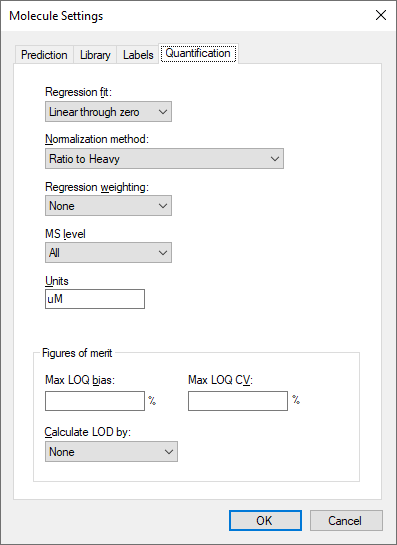 Molecule Settings
Prediction Library Labels Quantification
Regression fit:
Linear through zero
Normalization method:
Ratio to Heavy
Regression weighting:
None
MS level
All
Units
uM
Figures of merit
Max LOQ bias: Max LOQ CV:
% %
Calculate LOD by:
None
OK Cancel